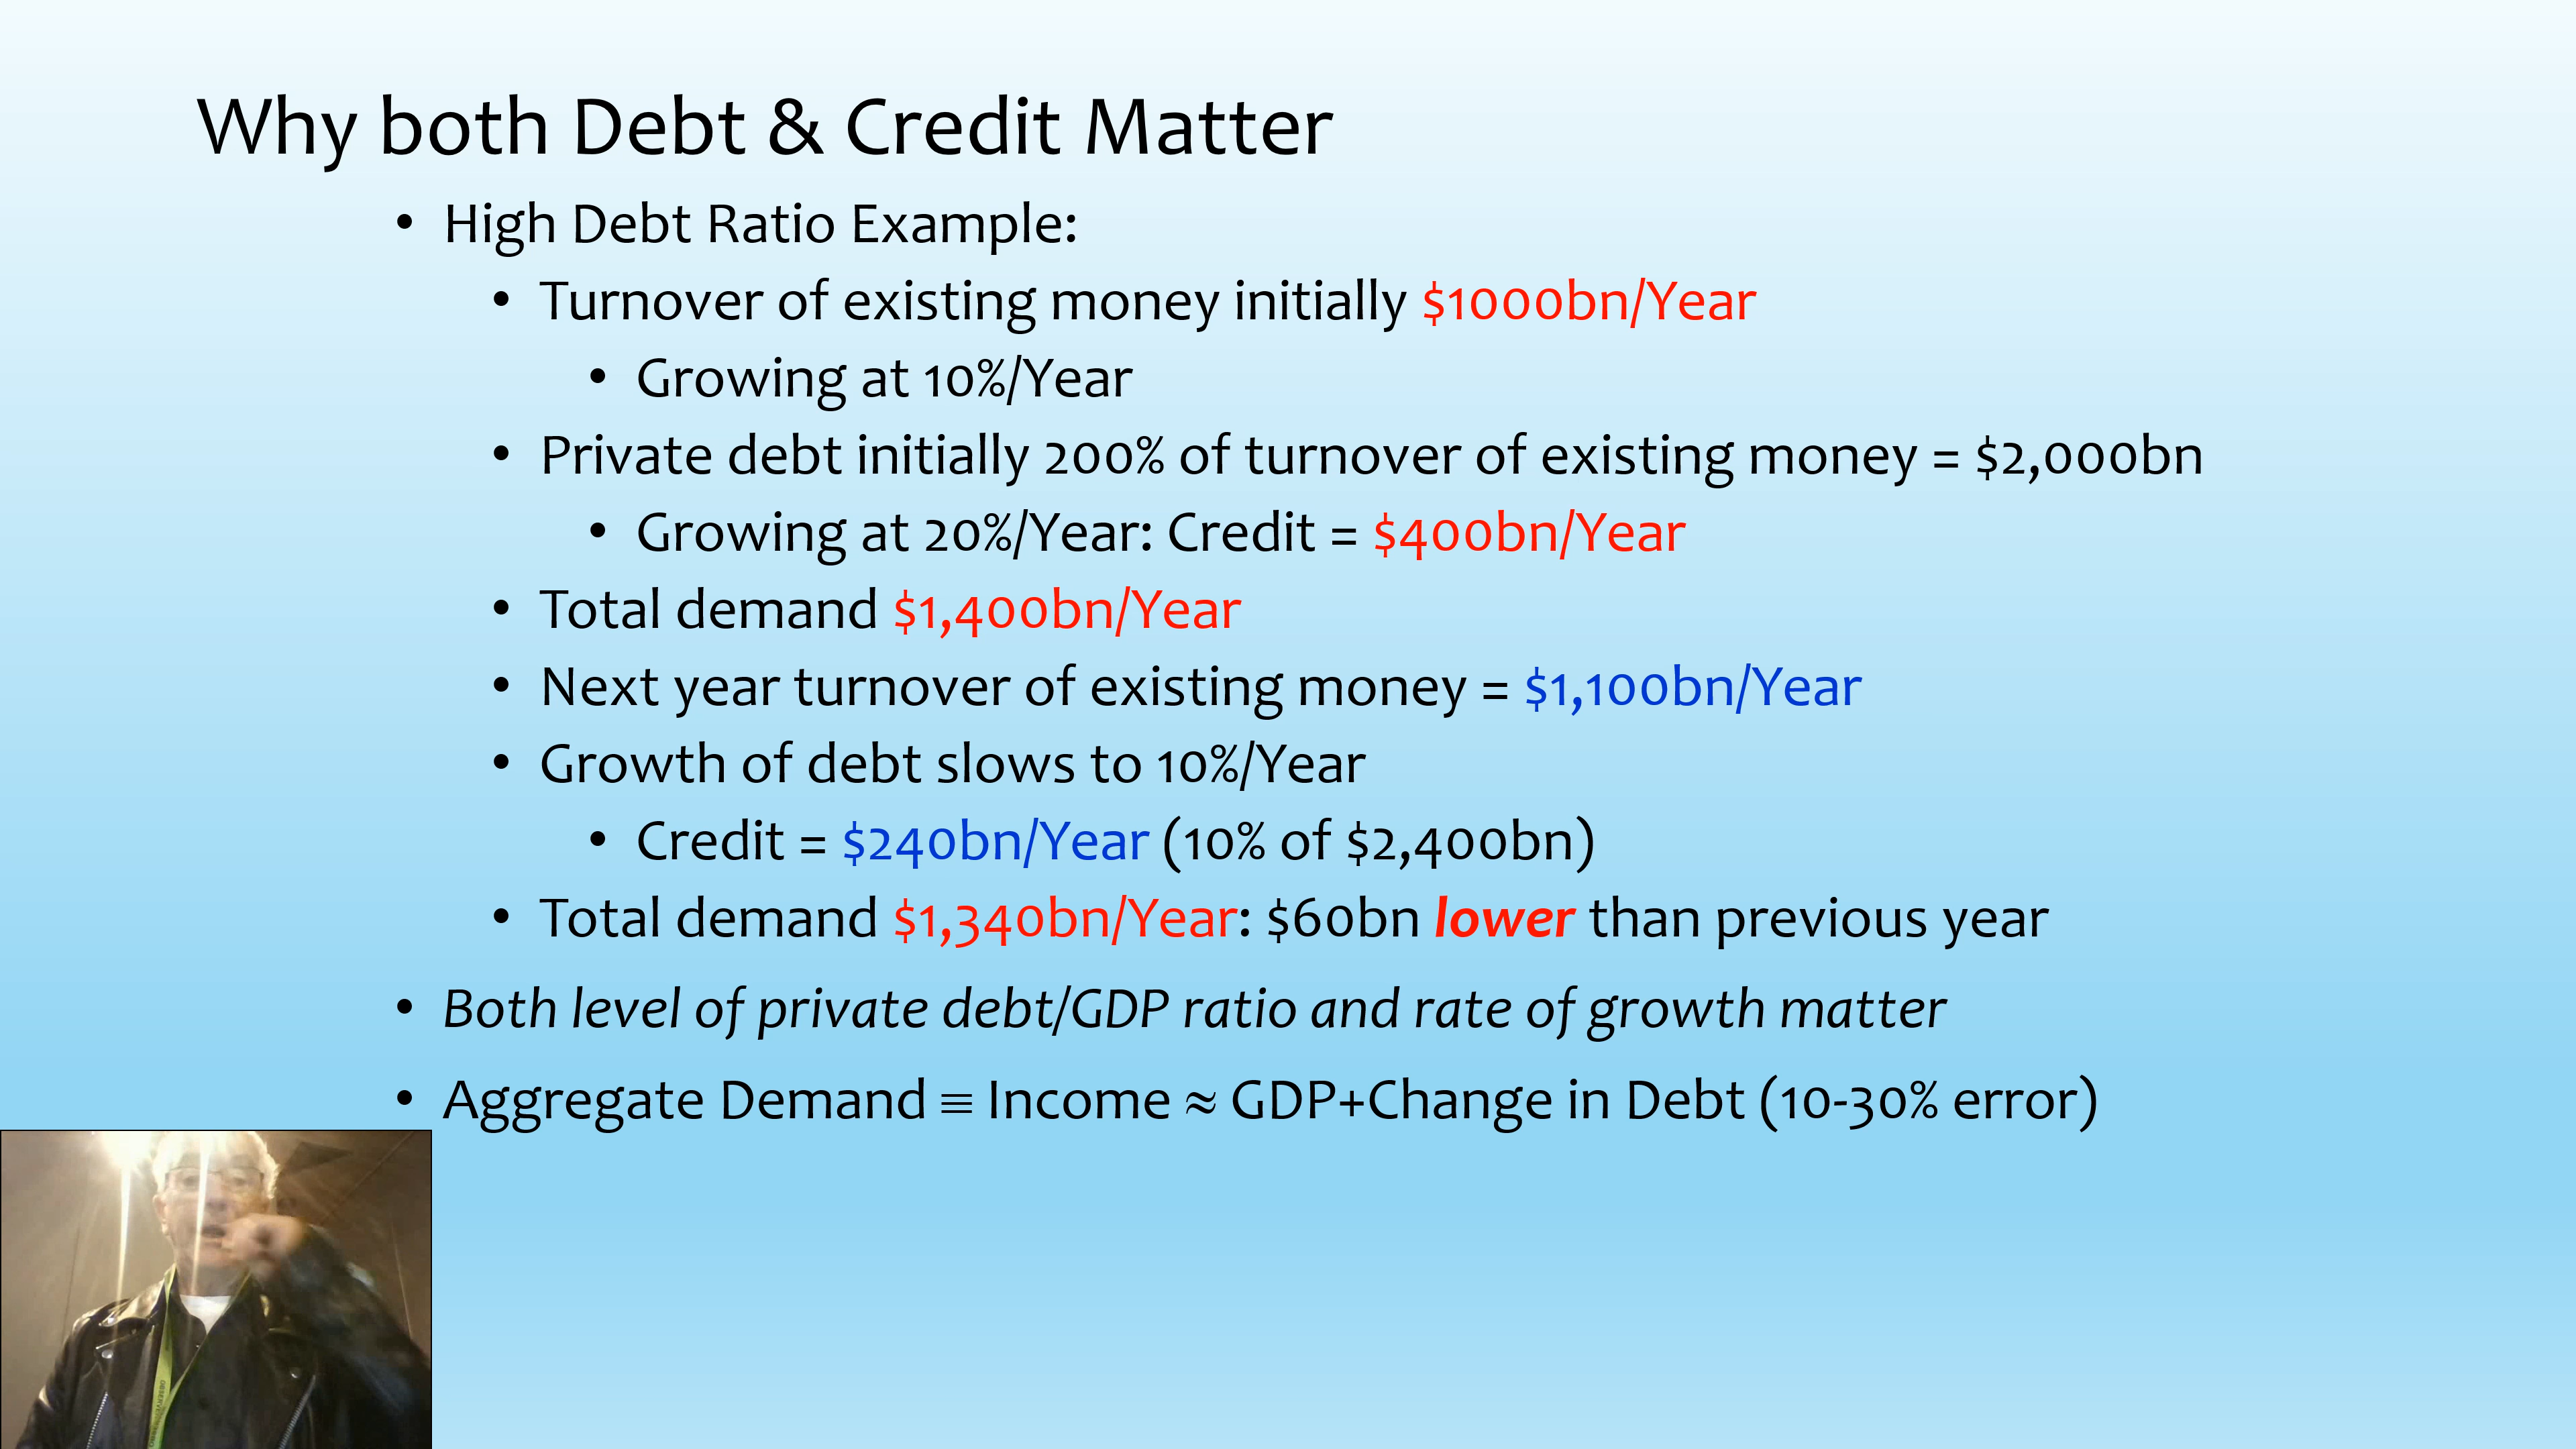 Why both Debt & Credit Matter
• High Debt Ratio Example:
• Turnover of existing money initially $1000bn/Year
• Growing at 10%/Year
• Private debt initially 200% of turnover of existing money = $2,000bn
• Growing at 20%/Year: Credit = $400bn/Year
• Total demand $1,400bn/Year
• Next year turnover of existing money = $1,100bn/Year
• Growth of debt slows to 10%/Year
• Credit = $240bn/Year (10% of $2,400bn)
• Total demand $1,340bn/Year: $60bn lower than previous year
• Both level of private debt/GDP ratio and rate of growth matter
• Aggregate Demand ≡ Income ≈ GDP+Change in Debt (10-30% error)